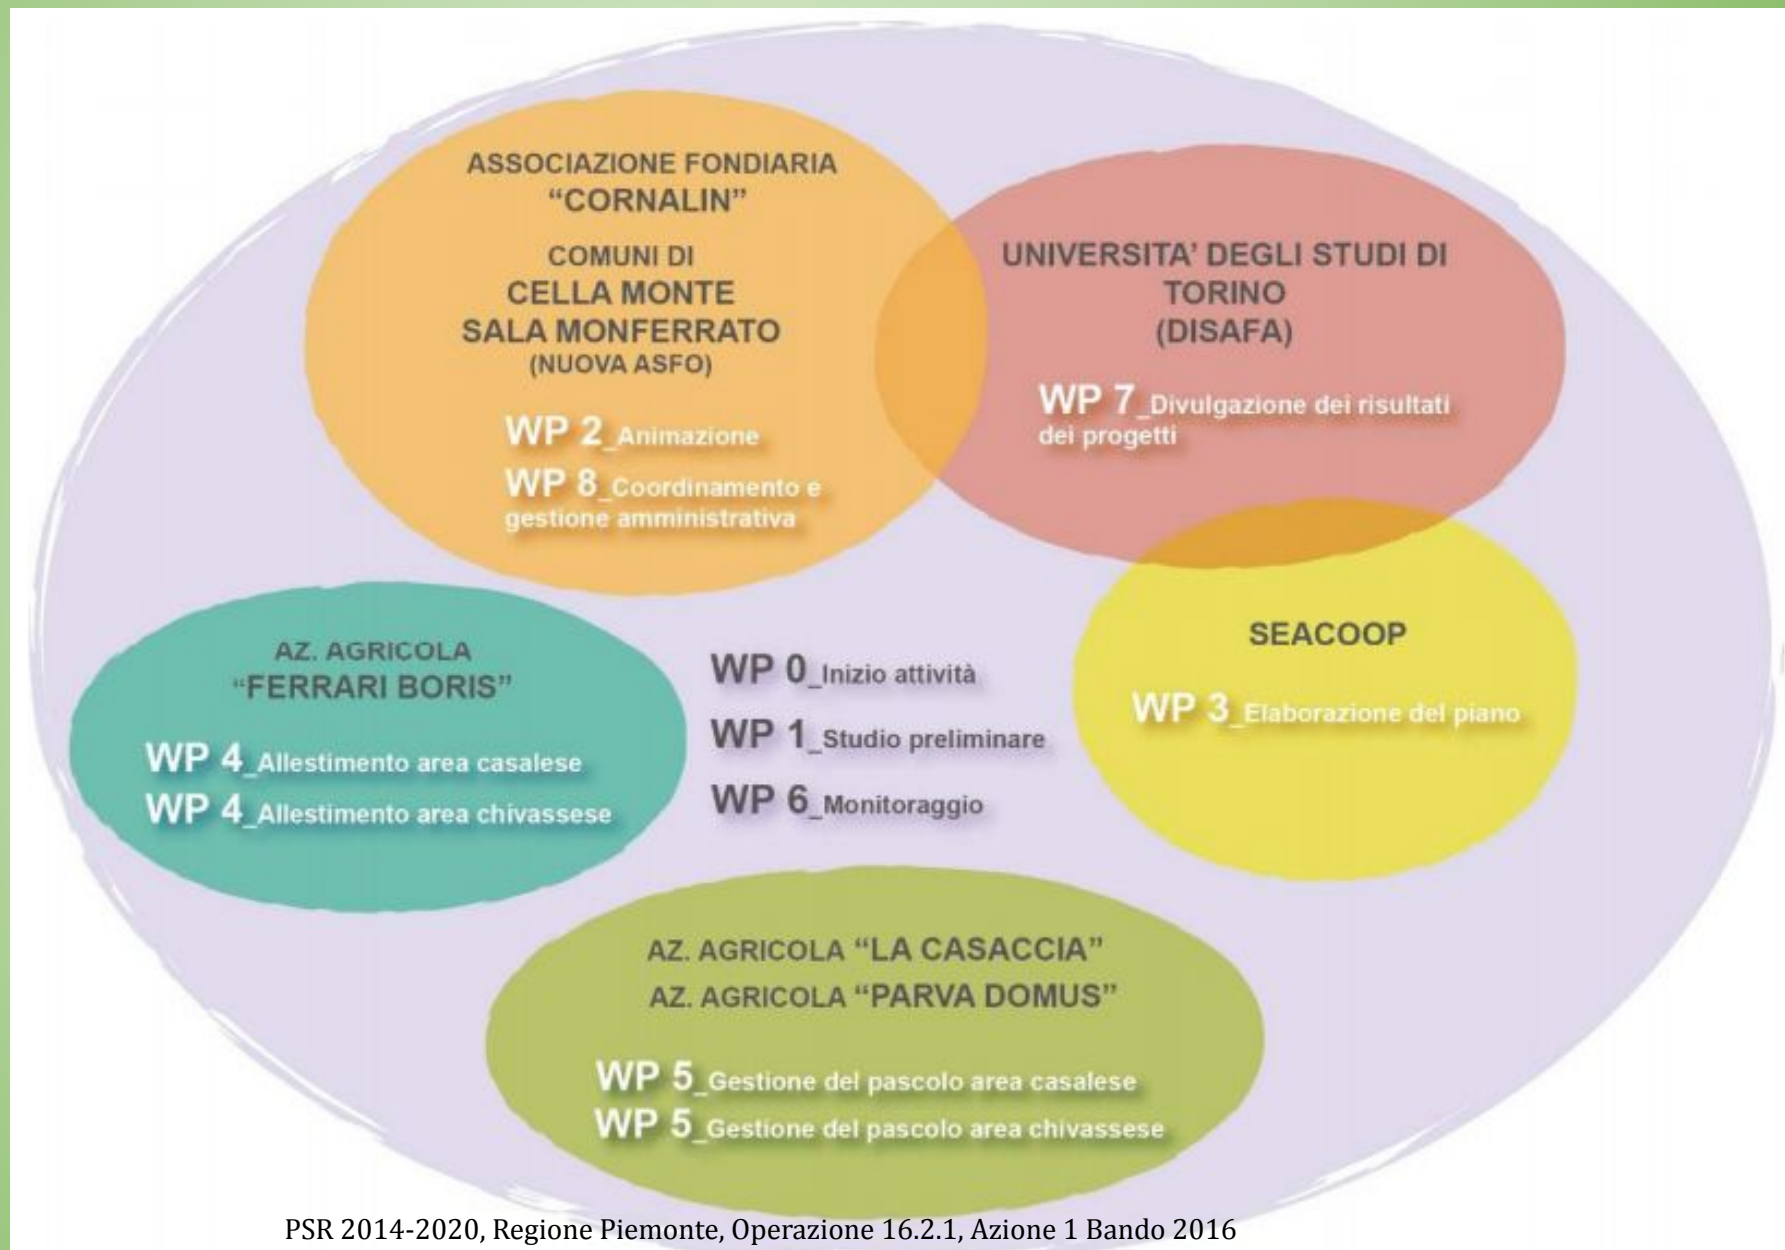 ASSOCIAZIONE FONDIARIA
“CORNALIN”
COMUNI DI
CELLA MONTE
SALA MONFERRATO
(NUOVA ASFO)
WP 2_Animazione
WP 8_Coordinamento e
gestione amministrativa
UNIVERSITA’ DEGLI STUDI DI
TORINO
(DISAFA)
WP 7_Divulgazione dei risultati
dei progetti
AZ. AGRICOLA
“FERRARI BORIS”
WP 4_Allestimento area casalese
WP 4_Allestimento area chivassese
WP 0_Inizio attività
WP 1_Studio preliminare
WP 6_Monitoraggio
SEACOOP
WP 3_Elaborazione del piano
AZ. AGRICOLA “LA CASACCIA”
AZ. AGRICOLA “PARVA DOMUS”
WP 5_Gestione del pascolo area casalese
WP 5_Gestione del pascolo area chivassese
PSR 2014-2020, Regione Piemonte, Operazione 16.2.1, Azione 1 Bando 2016